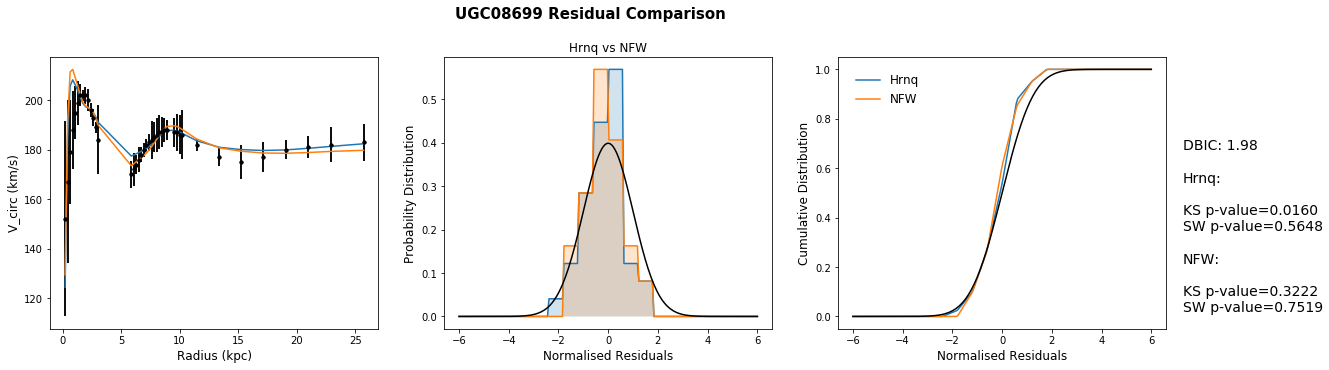 UGC08699 Residual Comparison
V_circ (km/s)
200
180
160
140
120
0 5 10 15 20 25
Radius (kpc)
Hrnq vs NFW
Probability Distribution
0.5
0.4
0.3
0.2
0.1
0.0
−6 −4 −2 0 2 4 6
Normalised Residuals
Cumulative Distribution
1.0
0.8
0.6
0.4
0.2
0.0
Hrnq
NFW
−6 −4 −2 0 2 4 6
Normalised Residuals
DBIC: 1.98
Hrnq:
KS p-value=0.0160
SW p-value=0.5648
NFW:
KS p-value=0.3222
SW p-value=0.7519